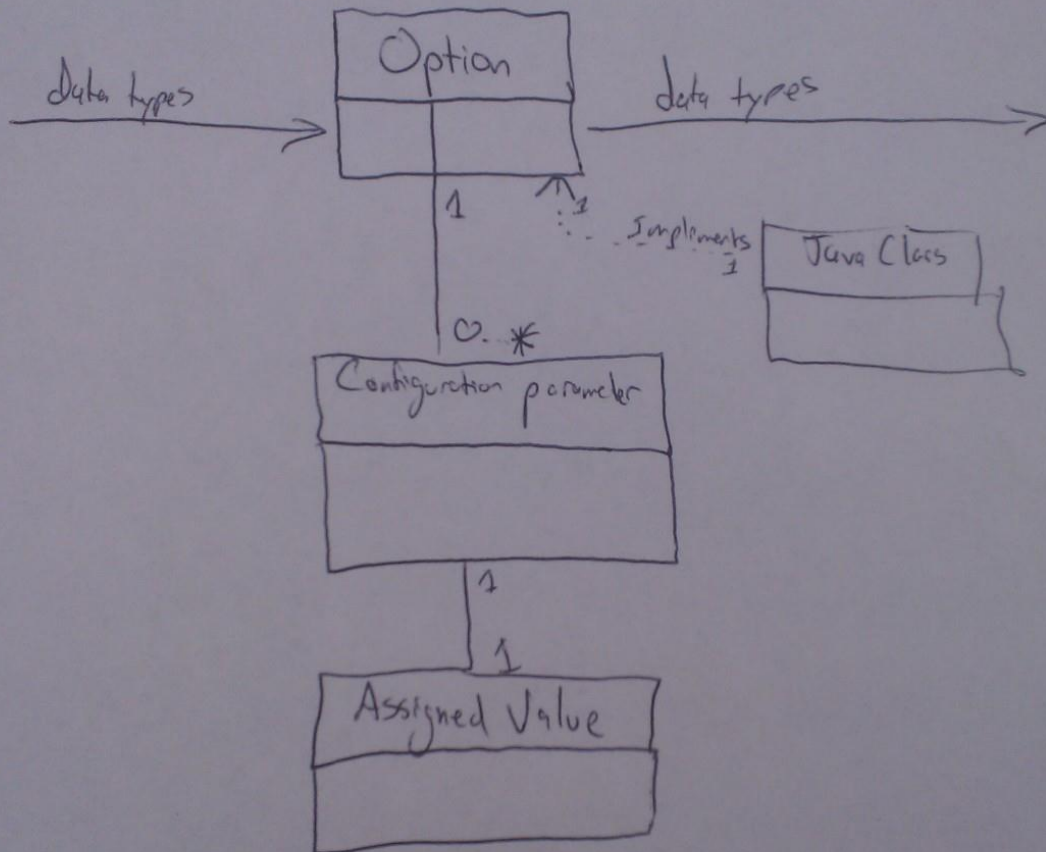 Option
Data types
data types
1
1
Implements
1
Java Class
0..*
Configuration parameter
1
1
Assigned Value